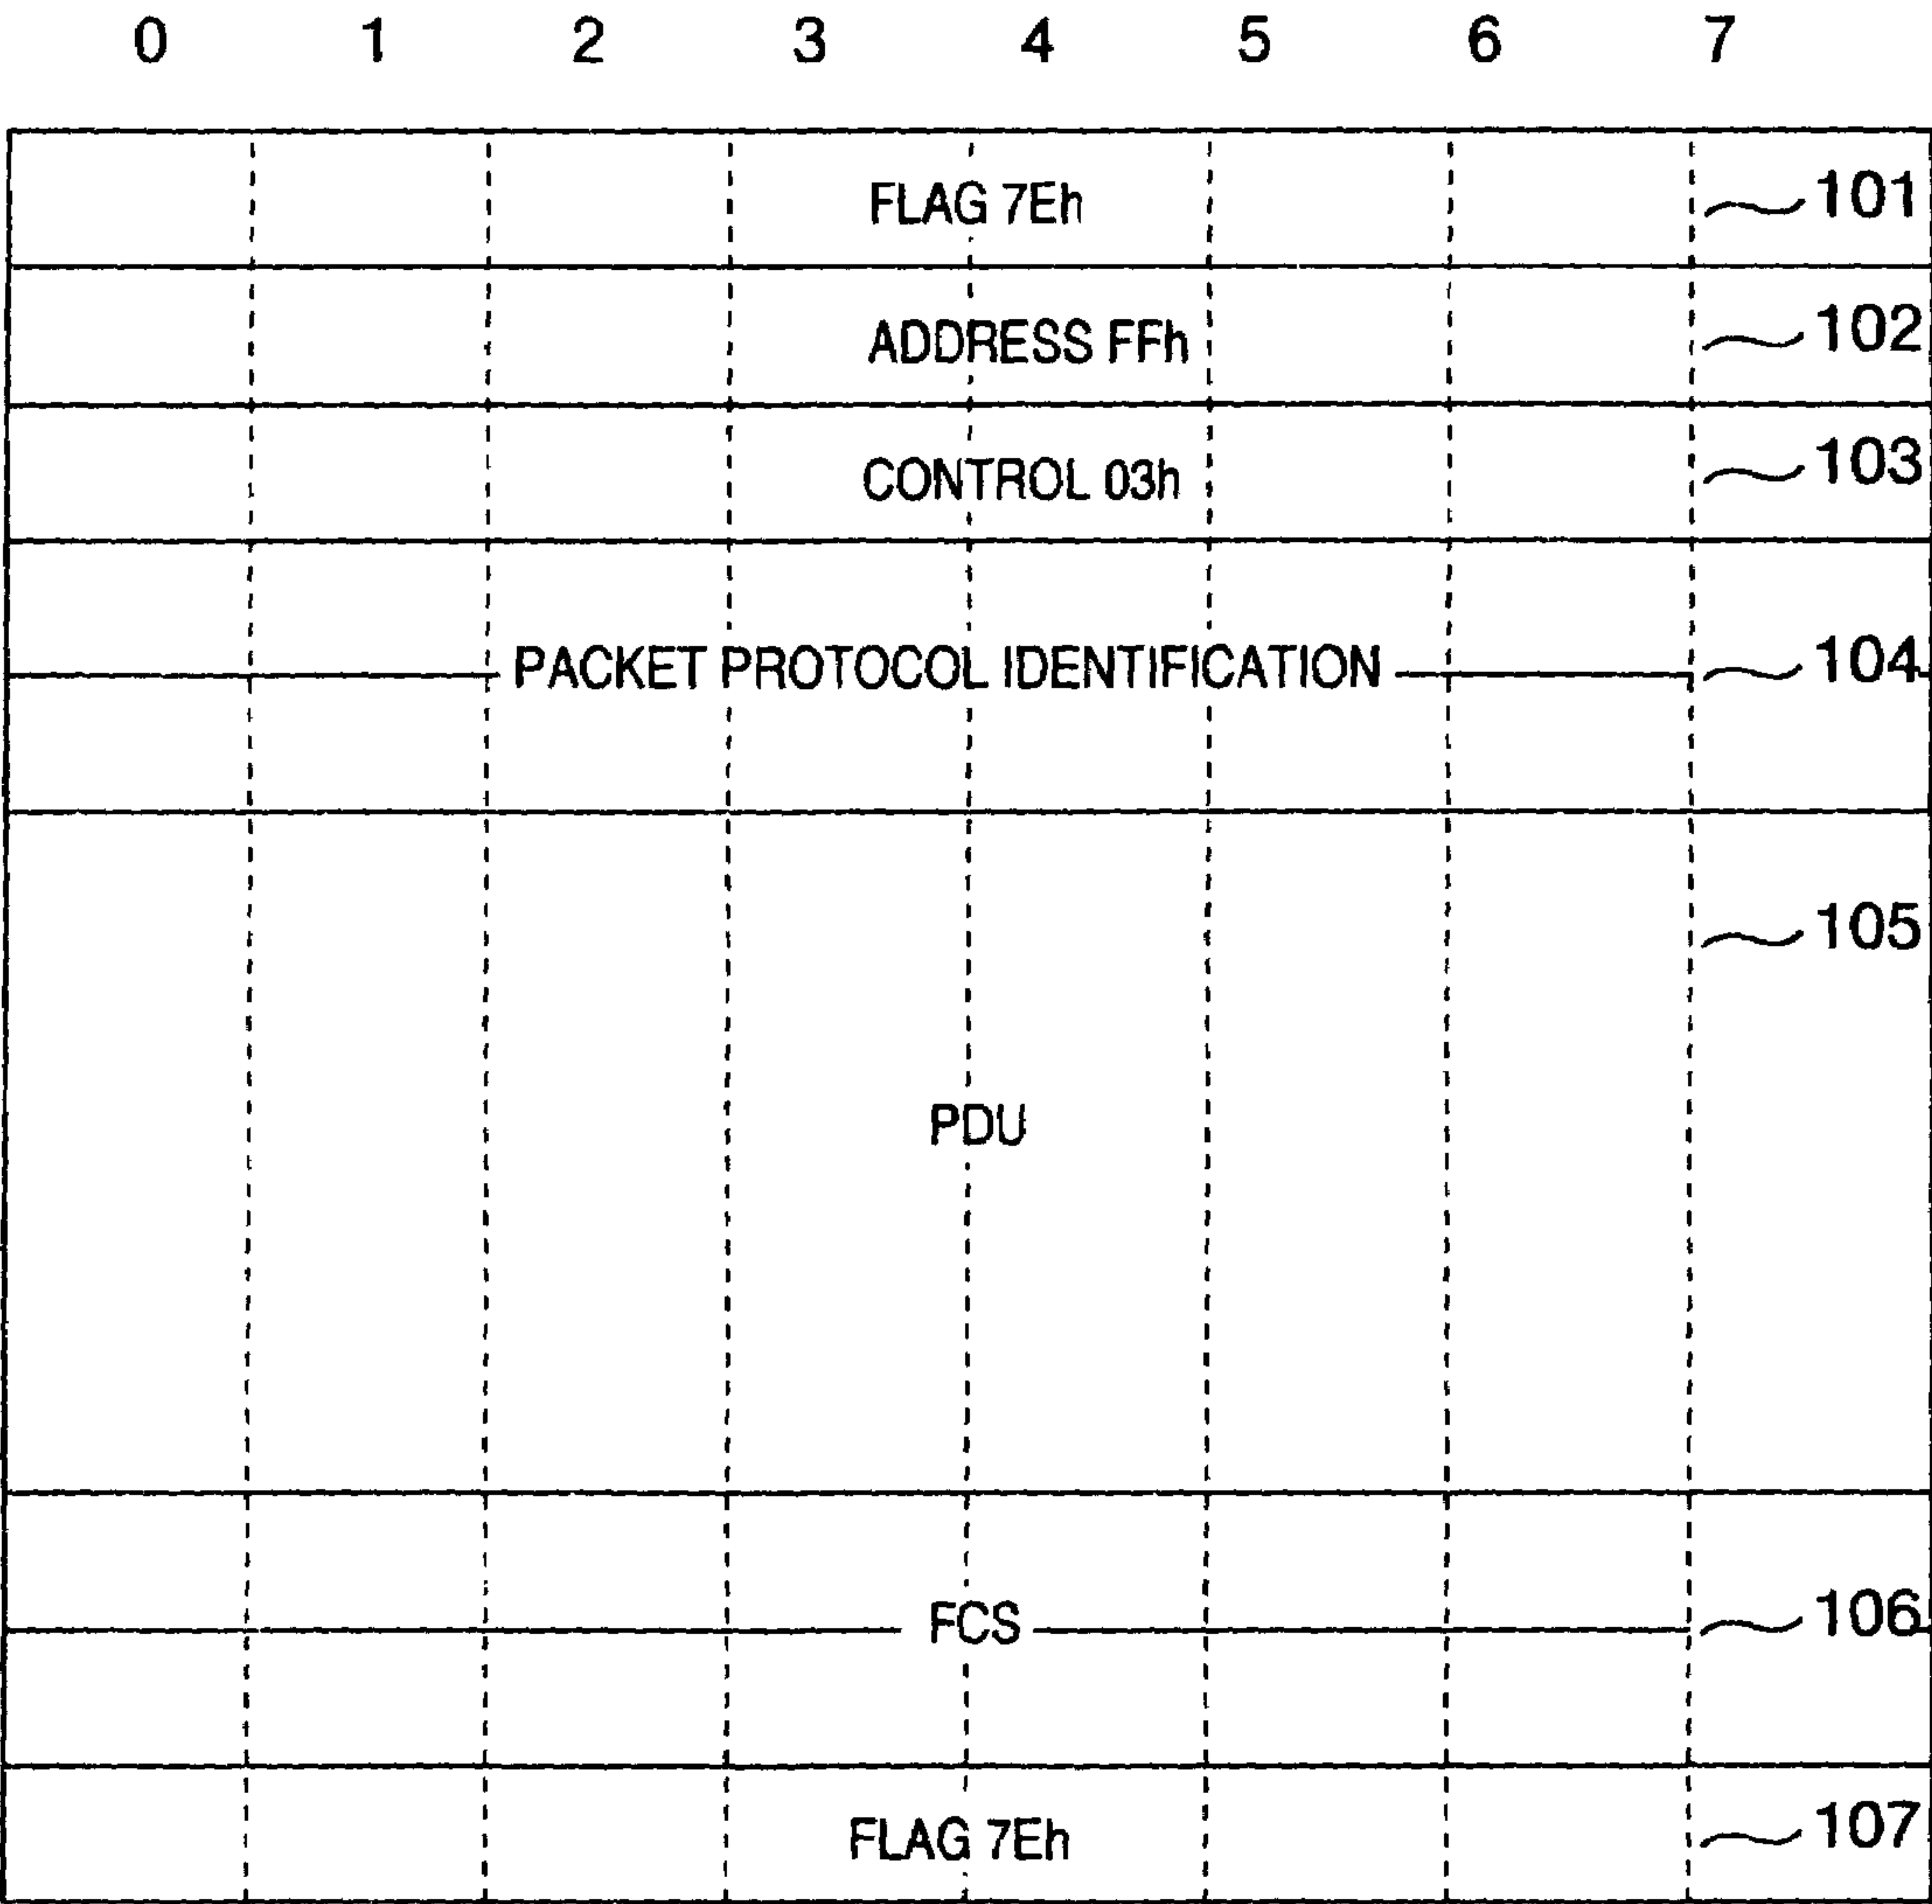 0 1 2 3 4 5 6 7
FLAG 7Eh 101
ADDRESS FFh 102
CONTROL 03h 103
PACKET PROTOCOL IDENTIFICATION 104
105
PDU
FCS 106
FLAG 7Eh 107